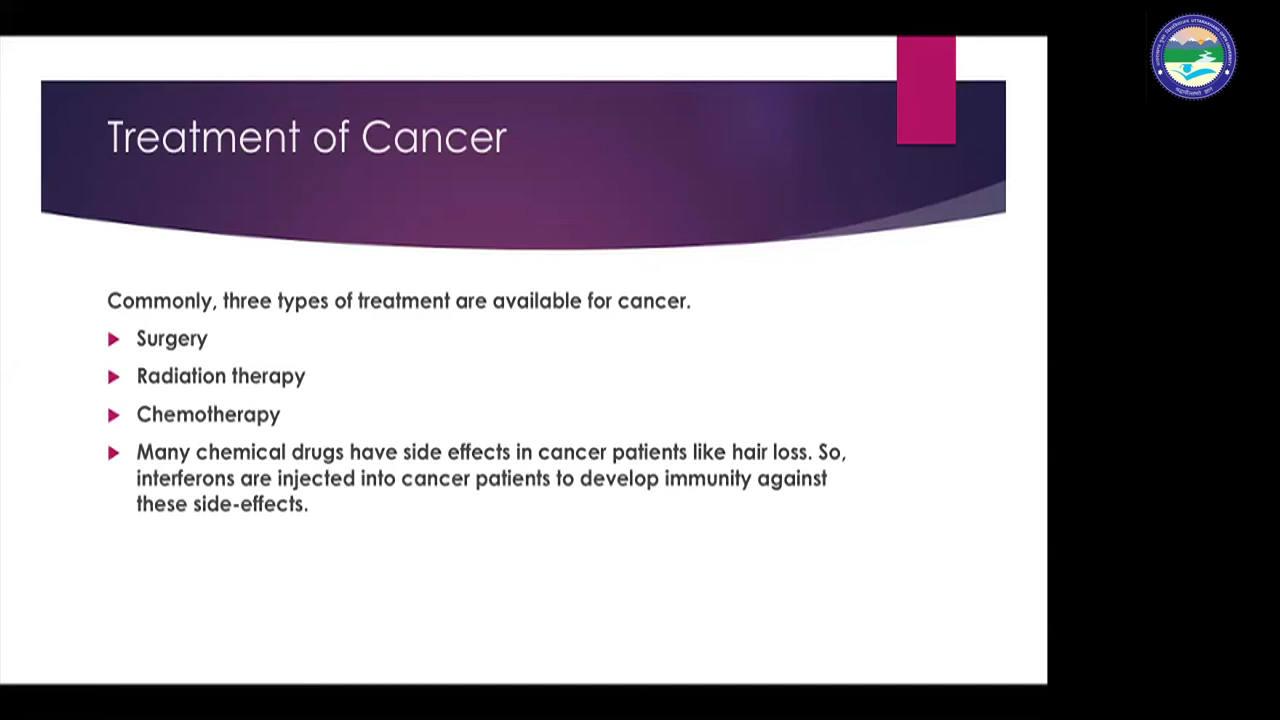 Treatment of Cancer
Commonly, three types of treatment are available for cancer.
Surgery
Radiation therapy
Chemotherapy
Many chemical drugs have side effects in cancer patients like hair loss. So,
interferons are injected into cancer patients to develop immunity against
these side-effects.